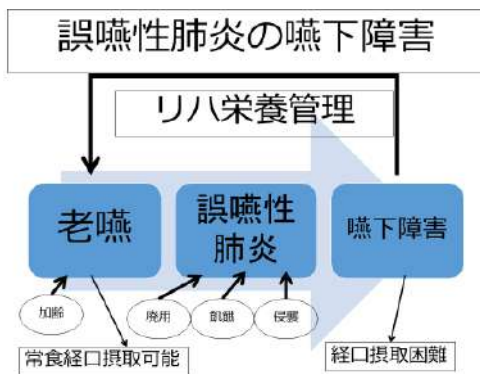 誤嚥性肺炎の嚥下障害
リハ栄養管理
老嚥
誤嚥性
肺炎
嚥下障害
加齢
廃用
飢餓
侵襲
常食経口摂取可能
経口摂取困難